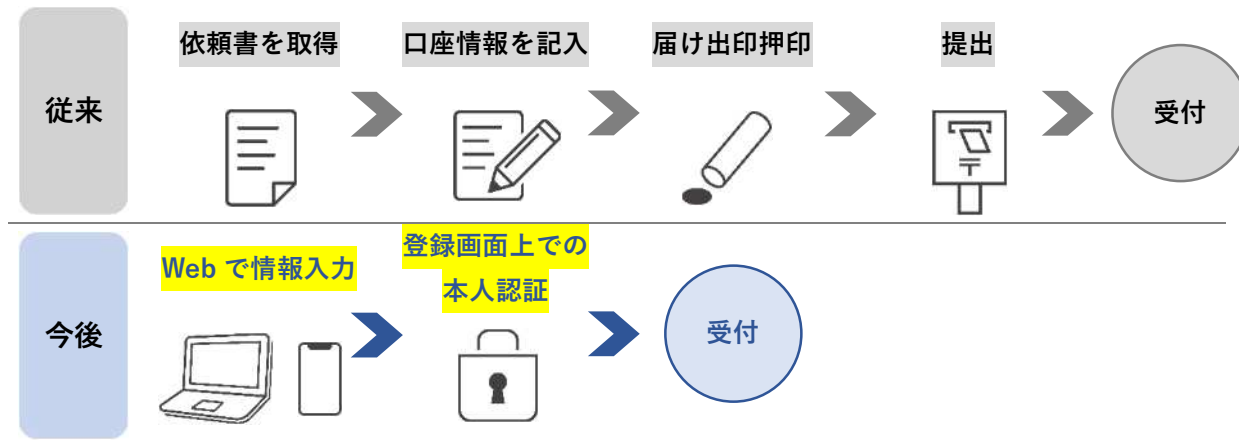 依頼書を取得
口座情報を記入
届け出印押印
提出
従来
受付
〒
Web で情報入力
登録画面上での
本人認証
今後
受付